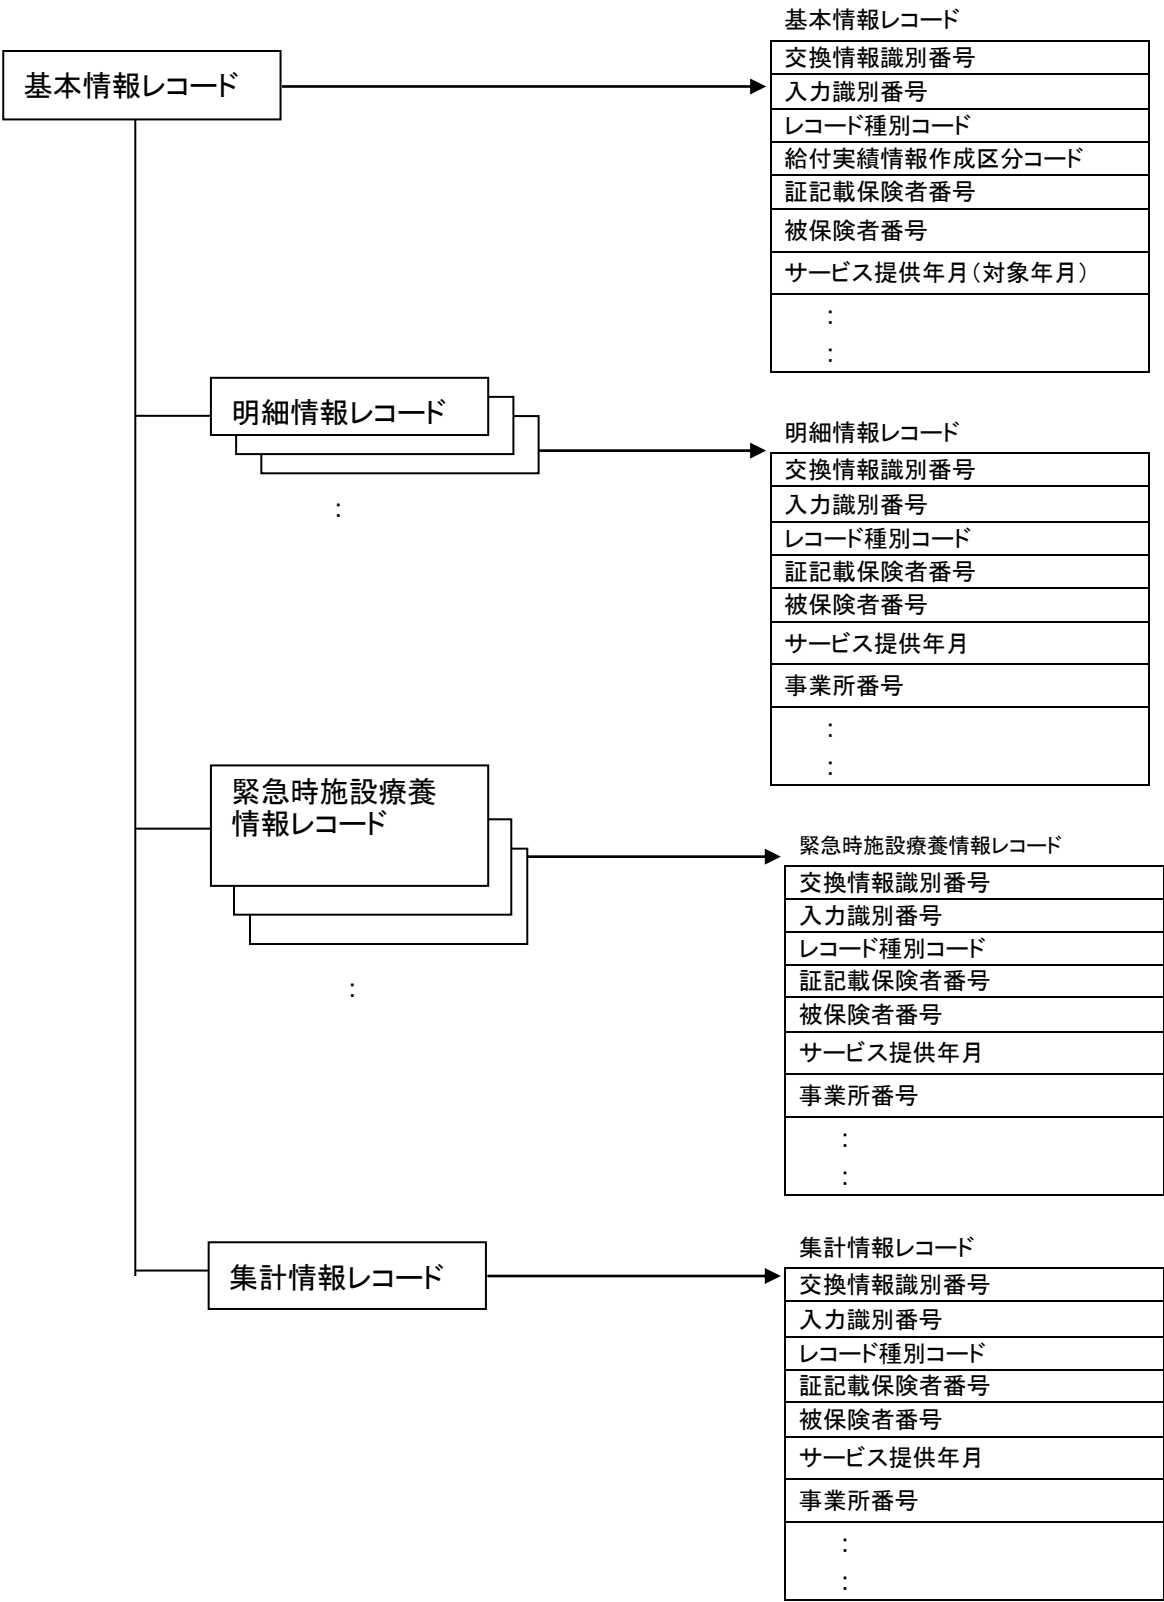 基本情報レコード
基本情報レコード
交換情報識別番号
入力識別番号
レコード種別コード
給付実績情報作成区分コード
証記載保険者番号
被保険者番号
サービス提供年月(対象年月)
:
:
明細情報レコード
:
明細情報レコード
交換情報識別番号
入力識別番号
レコード種別コード
証記載保険者番号
被保険者番号
サービス提供年月
事業所番号
:
:
緊急時施設療養
情報レコード
:
緊急時施設療養情報レコード
交換情報識別番号
入力識別番号
レコード種別コード
証記載保険者番号
被保険者番号
サービス提供年月
事業所番号
:
:
集計情報レコード
集計情報レコード
交換情報識別番号
入力識別番号
レコード種別コード
証記載保険者番号
被保険者番号
サービス提供年月
事業所番号
:
: